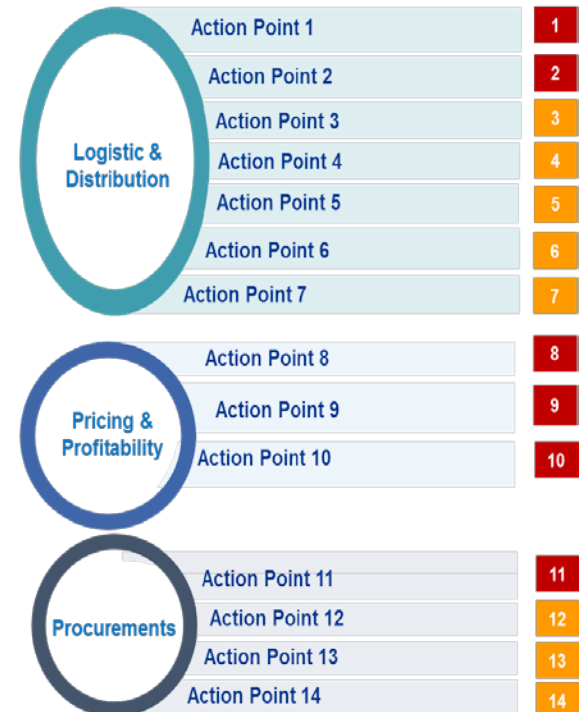 Action Point 1
1
Action Point 2
2
Action Point 3
3
Logistic &
Distribution
Action Point 4
4
Action Point 5
5
Action Point 6
6
Action Point 7
7
Action Point 8
8
Pricing &
Profitability
Action Point 9
9
Action Point 10
10
Action Point 11
11
Procurements
Action Point 12
12
Action Point 13
13
Action Point 14
14